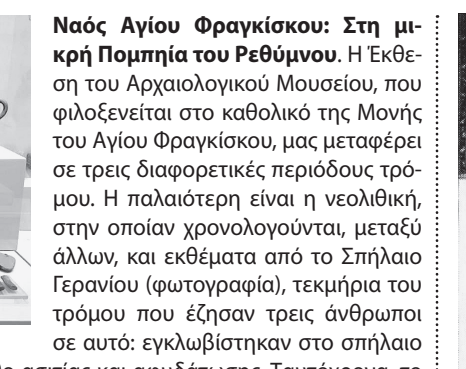 Ναός Αγίου Φραγκίσκου: Στη μι-
κρή Πομπηία του Ρεθύμνου. Η Έκθε-
ση του Αρχαιολογικού Μουσείου, που
φιλοξενείται στο καθολικό της Μονής
του Αγίου Φραγκίσκου, μας μεταφέρει
σε τρεις διαφορετικές περιόδους τρό-
μου. Η παλαιότερη είναι η νεολιθική,
στην οποίαν χρονολογούνται, μεταξύ
άλλων, και εκθέματα από το Σπήλαιο
Γερανίου (φωτογραφία), τεκμήρια του
τρόμου που έζησαν τρεις άνθρωποι
σε αυτό: εγκλωβίστηκαν στο σπήλαιο